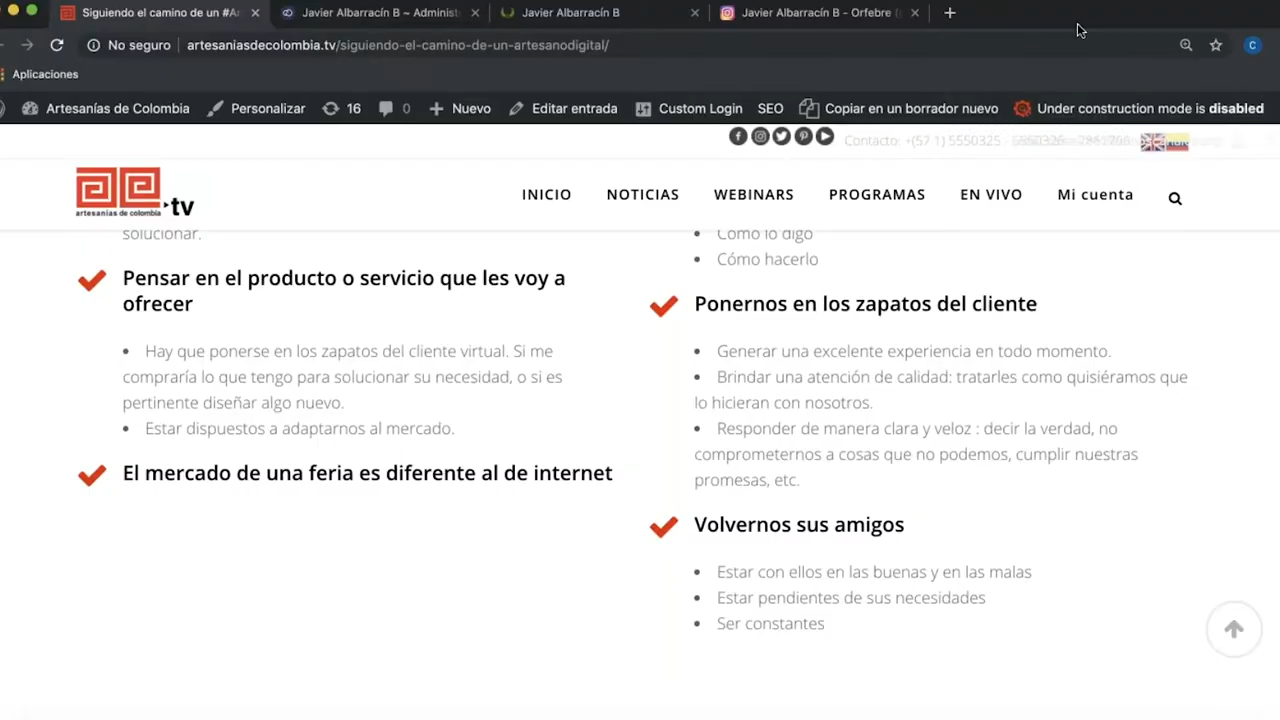 Siguiendo el camino de un #A
Javier Albarracín B ~ Administ
Javier Albarracín B
Javier Albarracín B - Orfebre
No seguro
artesaniasdecolombia.tv/siguiendo-el-camino-de-un-artesanodigital/
C
Aplicaciones
Artesanías de Colombia
Personalizar
16
0
Nuevo
Editar entrada
Custom Login
SEO
Copiar en un borrador nuevo
Under construction mode is disabled
Contacto: +(57 1) 5550325
artesanías de colombia
tv
INICIO
NOTICIAS
WEBINARS
PROGRAMAS
EN VIVO
Mi cuenta
solucionar.
Pensar en el producto o servicio que les voy a
ofrecer
• Hay que ponerse en los zapatos del cliente virtual. Si me
compraría lo que tengo para solucionar su necesidad, o si es
pertinente diseñar algo nuevo.
• Estar dispuestos a adaptarnos al mercado.
El mercado de una feria es diferente al de internet
• Cómo lo digo
• Cómo hacerlo
Ponernos en los zapatos del cliente
• Generar una excelente experiencia en todo momento.
• Brindar una atención de calidad: tratarles como quisiéramos que
lo hicieran con nosotros.
• Responder de manera clara y veloz : decir la verdad, no
comprometernos a cosas que no podemos, cumplir nuestras
promesas, etc.
Volvernos sus amigos
• Estar con ellos en las buenas y en las malas
• Estar pendientes de sus necesidades
• Ser constantes